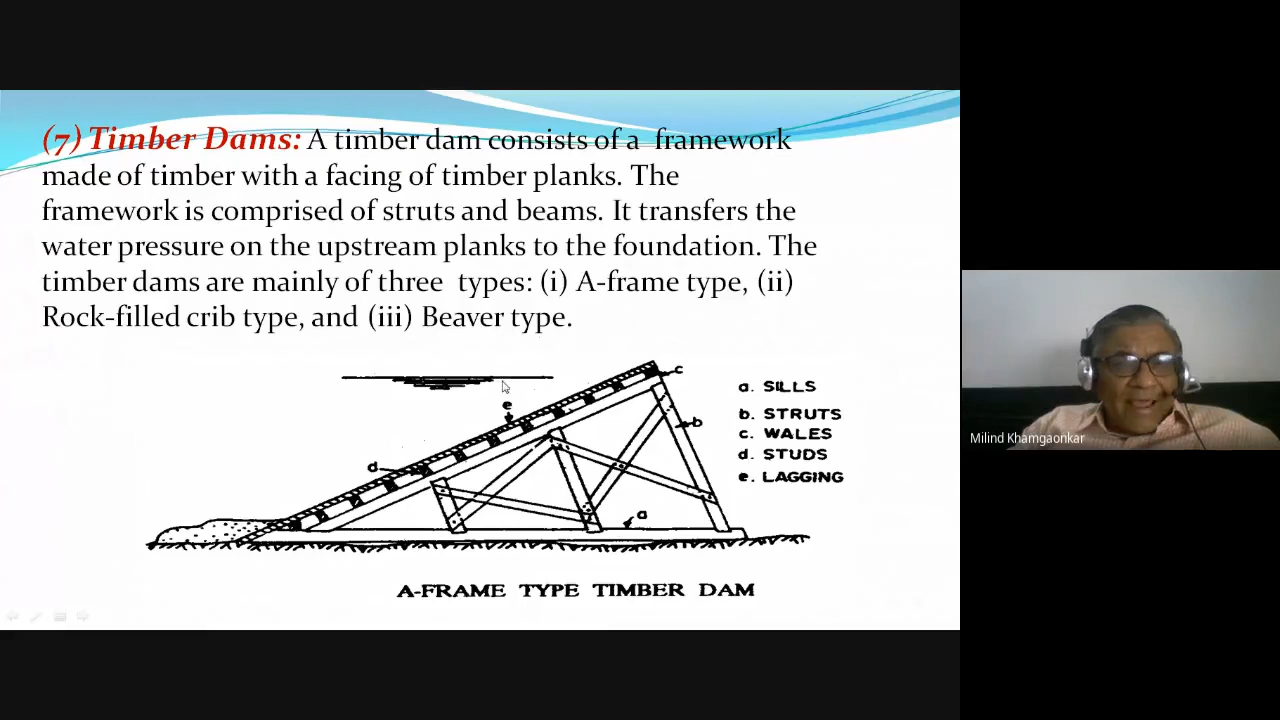 (7) Timber Dams: A timber dam consists of a framework
made of timber with a facing of timber planks. The
framework is comprised of struts and beams. It transfers the
water pressure on the upstream planks to the foundation. The
timber dams are mainly of three types: (i) A-frame type, (ii)
Rock-filled crib type, and (iii) Beaver type.
c
e
b
d
a
a. SILLS
b. STRUTS
c. WALES
d. STUDS
e. LAGGING
A-FRAME TYPE TIMBER DAM
Milind Khamgaonkar